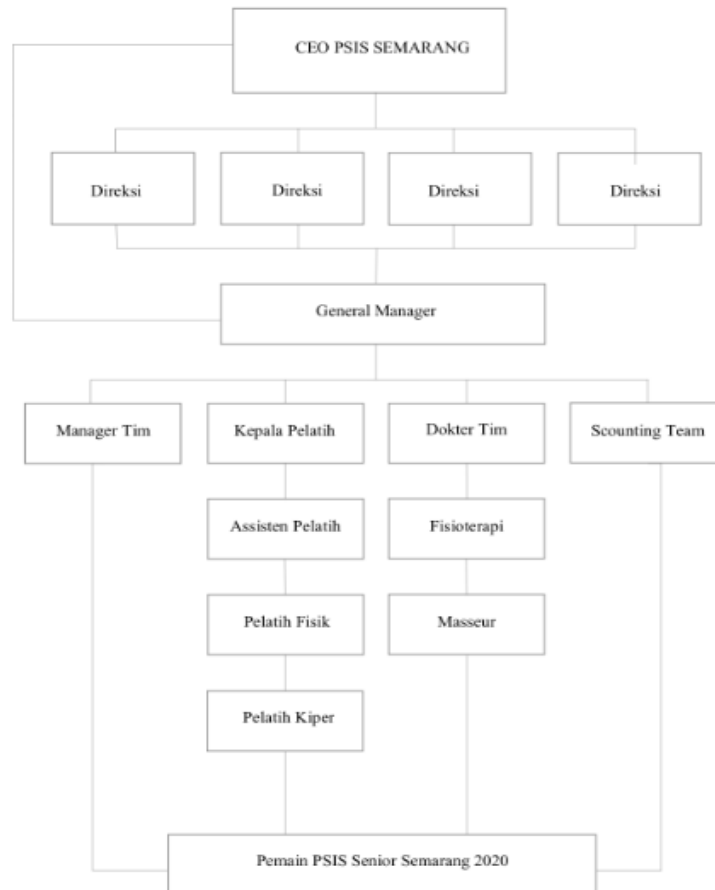 CEO PSIS SEMARANG
Direksi
Direksi
Direksi
Direksi
General Manager
Manager Tim
Kepala Pelatih
Dokter Tim
Scounting Team
Assisten Pelatih
Fisioterapi
Pelatih Fisik
Masseur
Pelatih Kiper
Pemain PSIS Senior Semarang 2020